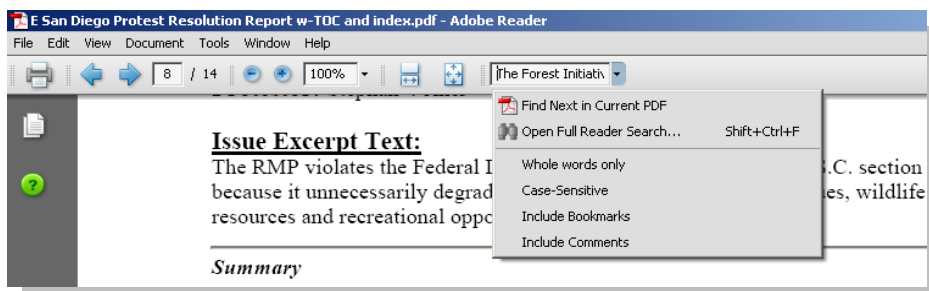 E San Diego Protest Resolution Report w-TOC and index.pdf - Adobe Reader
File Edit View Document Tools Window Help
8 / 14 100% The Forest Initiativ
Find Next in Current PDF
Open Full Reader Search... Shift+Ctrl+F
Whole words only
Case-Sensitive
Include Bookmarks
Include Comments
Issue Excerpt Text:
The RMP violates the Federal .C. section
because it unnecessarily degrad es, wildlife
resources and recreational oppo
Summary